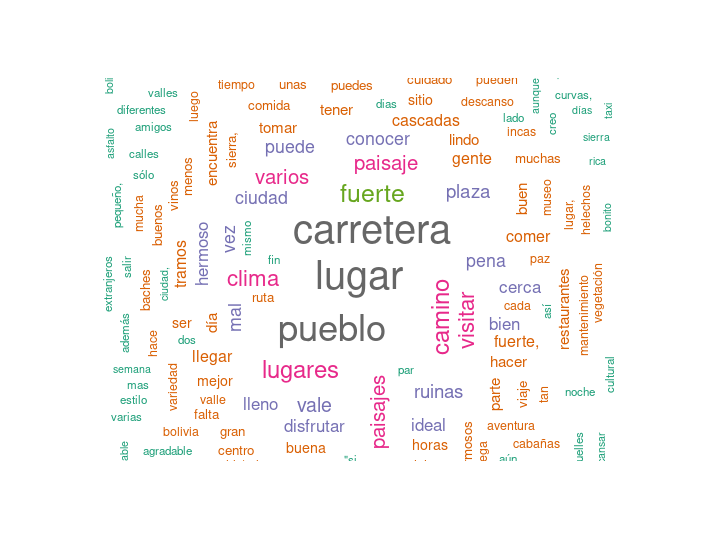 cuidado
pueden
tiempo
unas
puedes
valles
curvas,
aunque
luego
comida
dias
sitio
descanso
diferentes
tener
días
taxi
cascadas
lado
creo
amigos
tomar
incas
sierra
asfalto
encuentra
sierra,
puede
conocer
lindo
calles
menos
varios
paisaje
gente
muchas
rica
sólo
pequeño,
mucha
vinos
ciudad
fuerte
plaza
buen
museo
lugar,
helechos
bonito
buenos
hermoso
vez
mismo
carretera
comer
tramos
extranjeros
salir
baches
ciudad,
clima
fin
lugar
pena
paz
ruta
camino
visitar
cerca
cada
así
restaurantes
mantenimiento
vegetación
además
hace
ser
día
mal
pueblo
bien
dos
fuerte,
llegar
semana
variedad
mejor
lugares
par
hacer
cultural
mas
estilo
valle
paisajes
ruinas
parte
viaje
tan
noche
varias
falta
lleno
vale
bolivia
gran
disfrutar
ideal
aventura
agradable
centro
buena
horas
cabañas
"si
aún